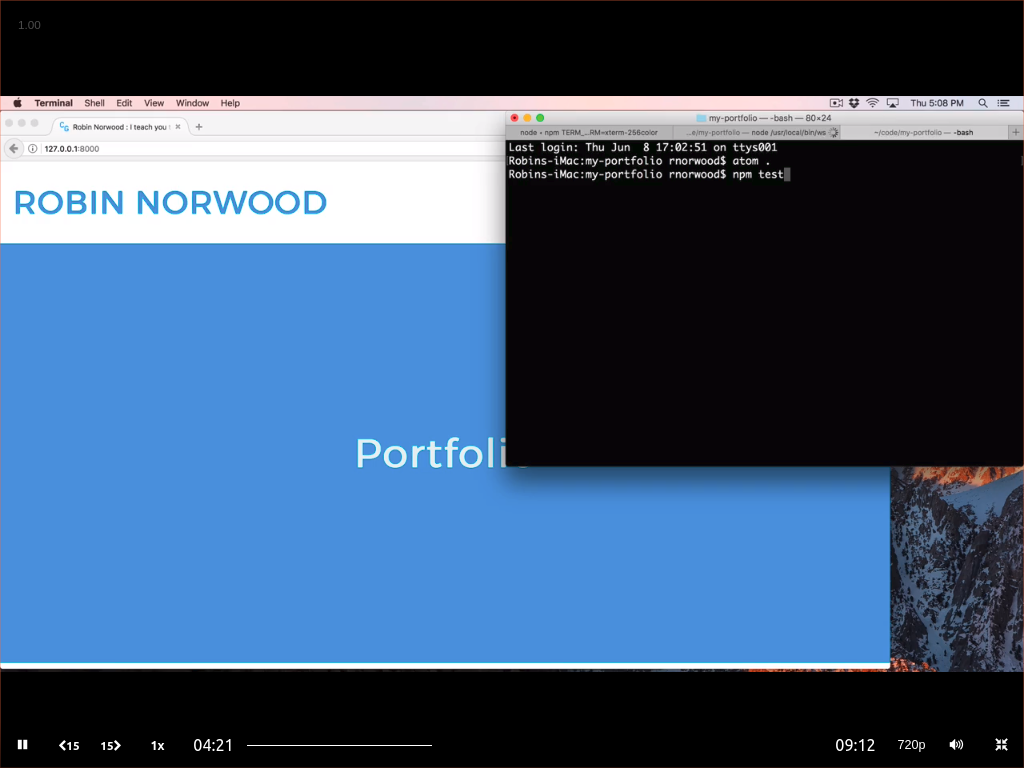 1.00
Terminal Shell Edit View Window Help
Thu 5:08 PM
Robin Norwood : I teach you
127.0.0.1:8000
my-portfolio — -bash — 80×24
node • npm TERM_...RM=xterm-256color
...e/my-portfolio — node /usr/local/bin/ws
~/code/my-portfolio — -bash
Last login: Thu Jun  8 17:02:51 on ttys001
Robins-iMac:my-portfolio rnorwood$ atom .
Robins-iMac:my-portfolio rnorwood$ npm test
ROBIN NORWOOD
Portfoli
15 15 1x 04:21 09:12 720p